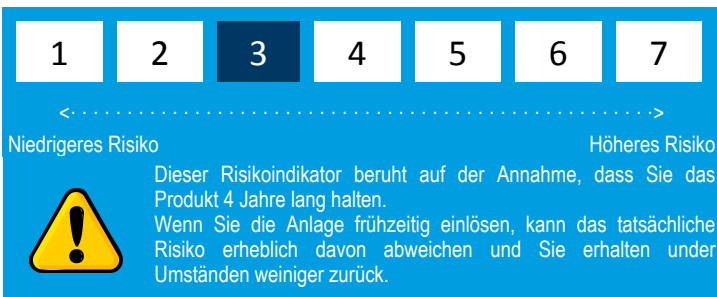 1 2 3 4 5 6 7
Niedrigeres Risiko Höheres Risiko
Dieser Risikoindikator beruht auf der Annahme, dass Sie das
Produkt 4 Jahre lang halten.
Wenn Sie die Anlage frühzeitig einlösen, kann das tatsächliche
Risiko erheblich davon abweichen und Sie erhalten under
Umständen weiniger zurück.